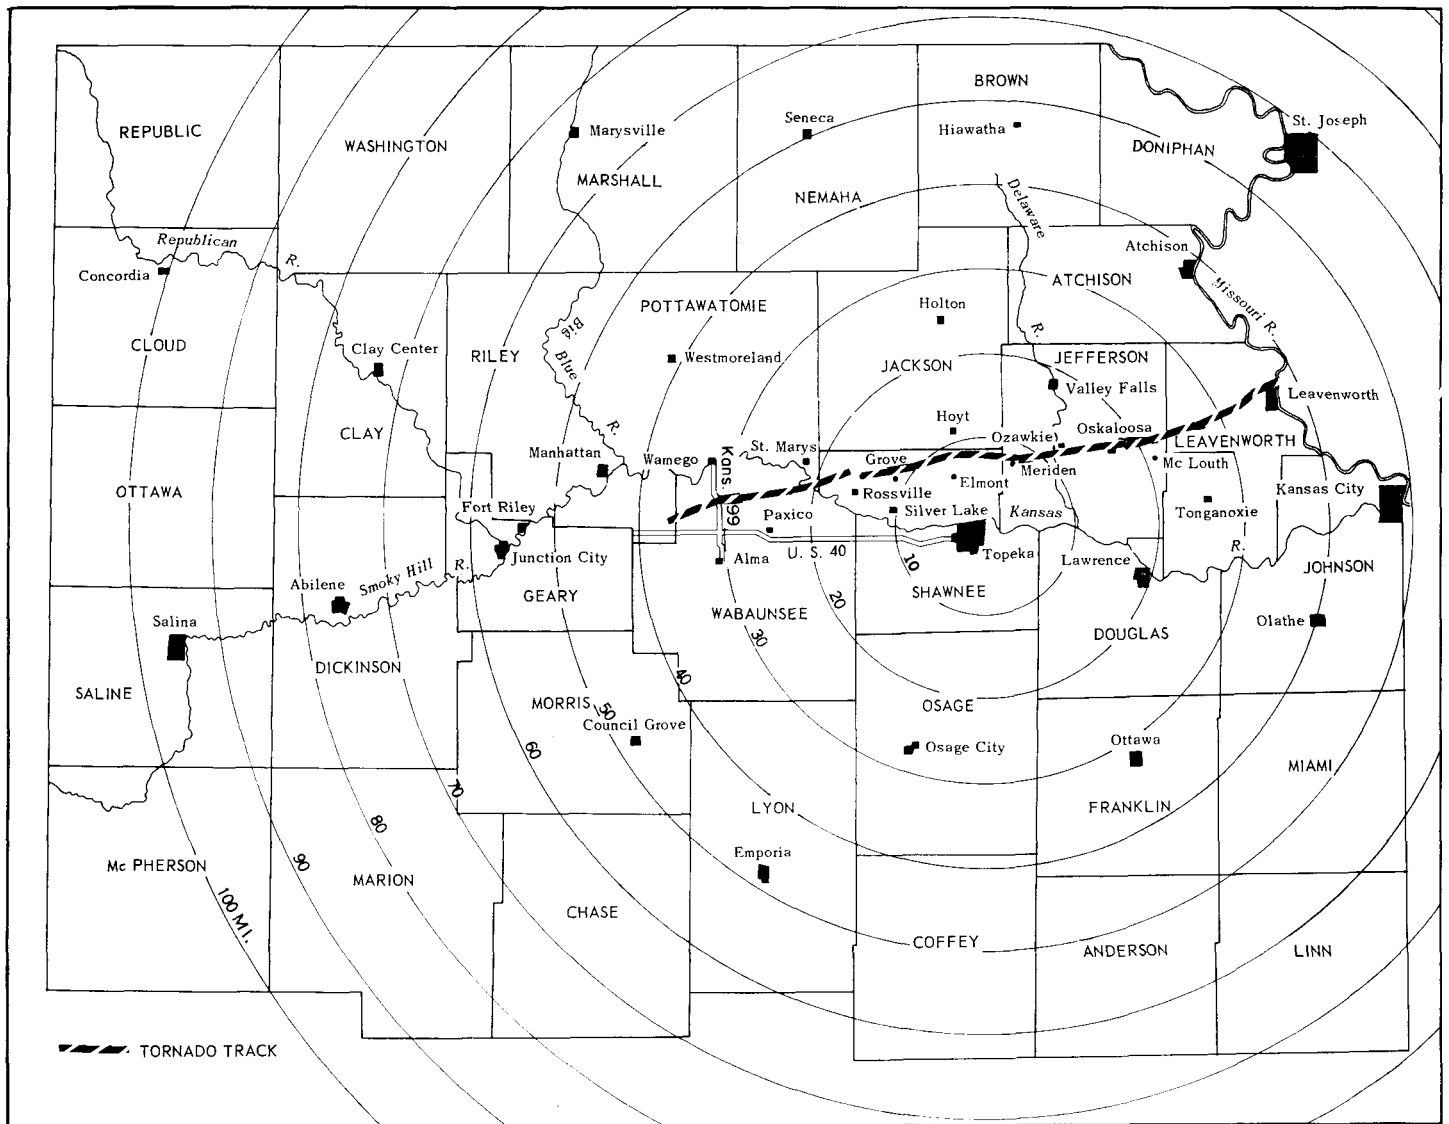 BROWN
REPUBLIC
WASHINGTON
Marysville
Seneca
Hiawatha
St. Joseph
DONIPHAN
MARSHALL
NEMAHA
Delaware
R.
Republican
R.
Concordia
Atchison
ATCHISON
Missouri R.
POTTAWATOMIE
Holton
CLOUD
Clay Center
RILEY
Big
Blue
R.
Westmoreland
JACKSON
JEFFERSON
Valley Falls
Leavenworth
CLAY
Hoyt
Ozawkie
Oskaloosa
LEAVENWORTH
Manhattan
Wamego
Kans. 99
St. Marys
Grove
Meriden
Mc Louth
OTTAWA
Fort Riley
Rossville
Elmont
Silver Lake
Kansas
R.
Tonganoxie
Kansas City
Paxico
U. S. 40
Topeka
Junction City
Alma
Lawrence
JOHNSON
Abilene
Smoky Hill
R.
GEARY
WABAUNSEE
SHAWNEE
10
20
30
40
50
60
70
80
90
100 MI.
Salina
DOUGLAS
Olathe
DICKINSON
SALINE
MORRIS
Council Grove
OSAGE
Osage City
Ottawa
MIAMI
LYON
FRANKLIN
Emporia
Mc PHERSON
MARION
CHASE
COFFEY
ANDERSON
LINN
TORNADO TRACK